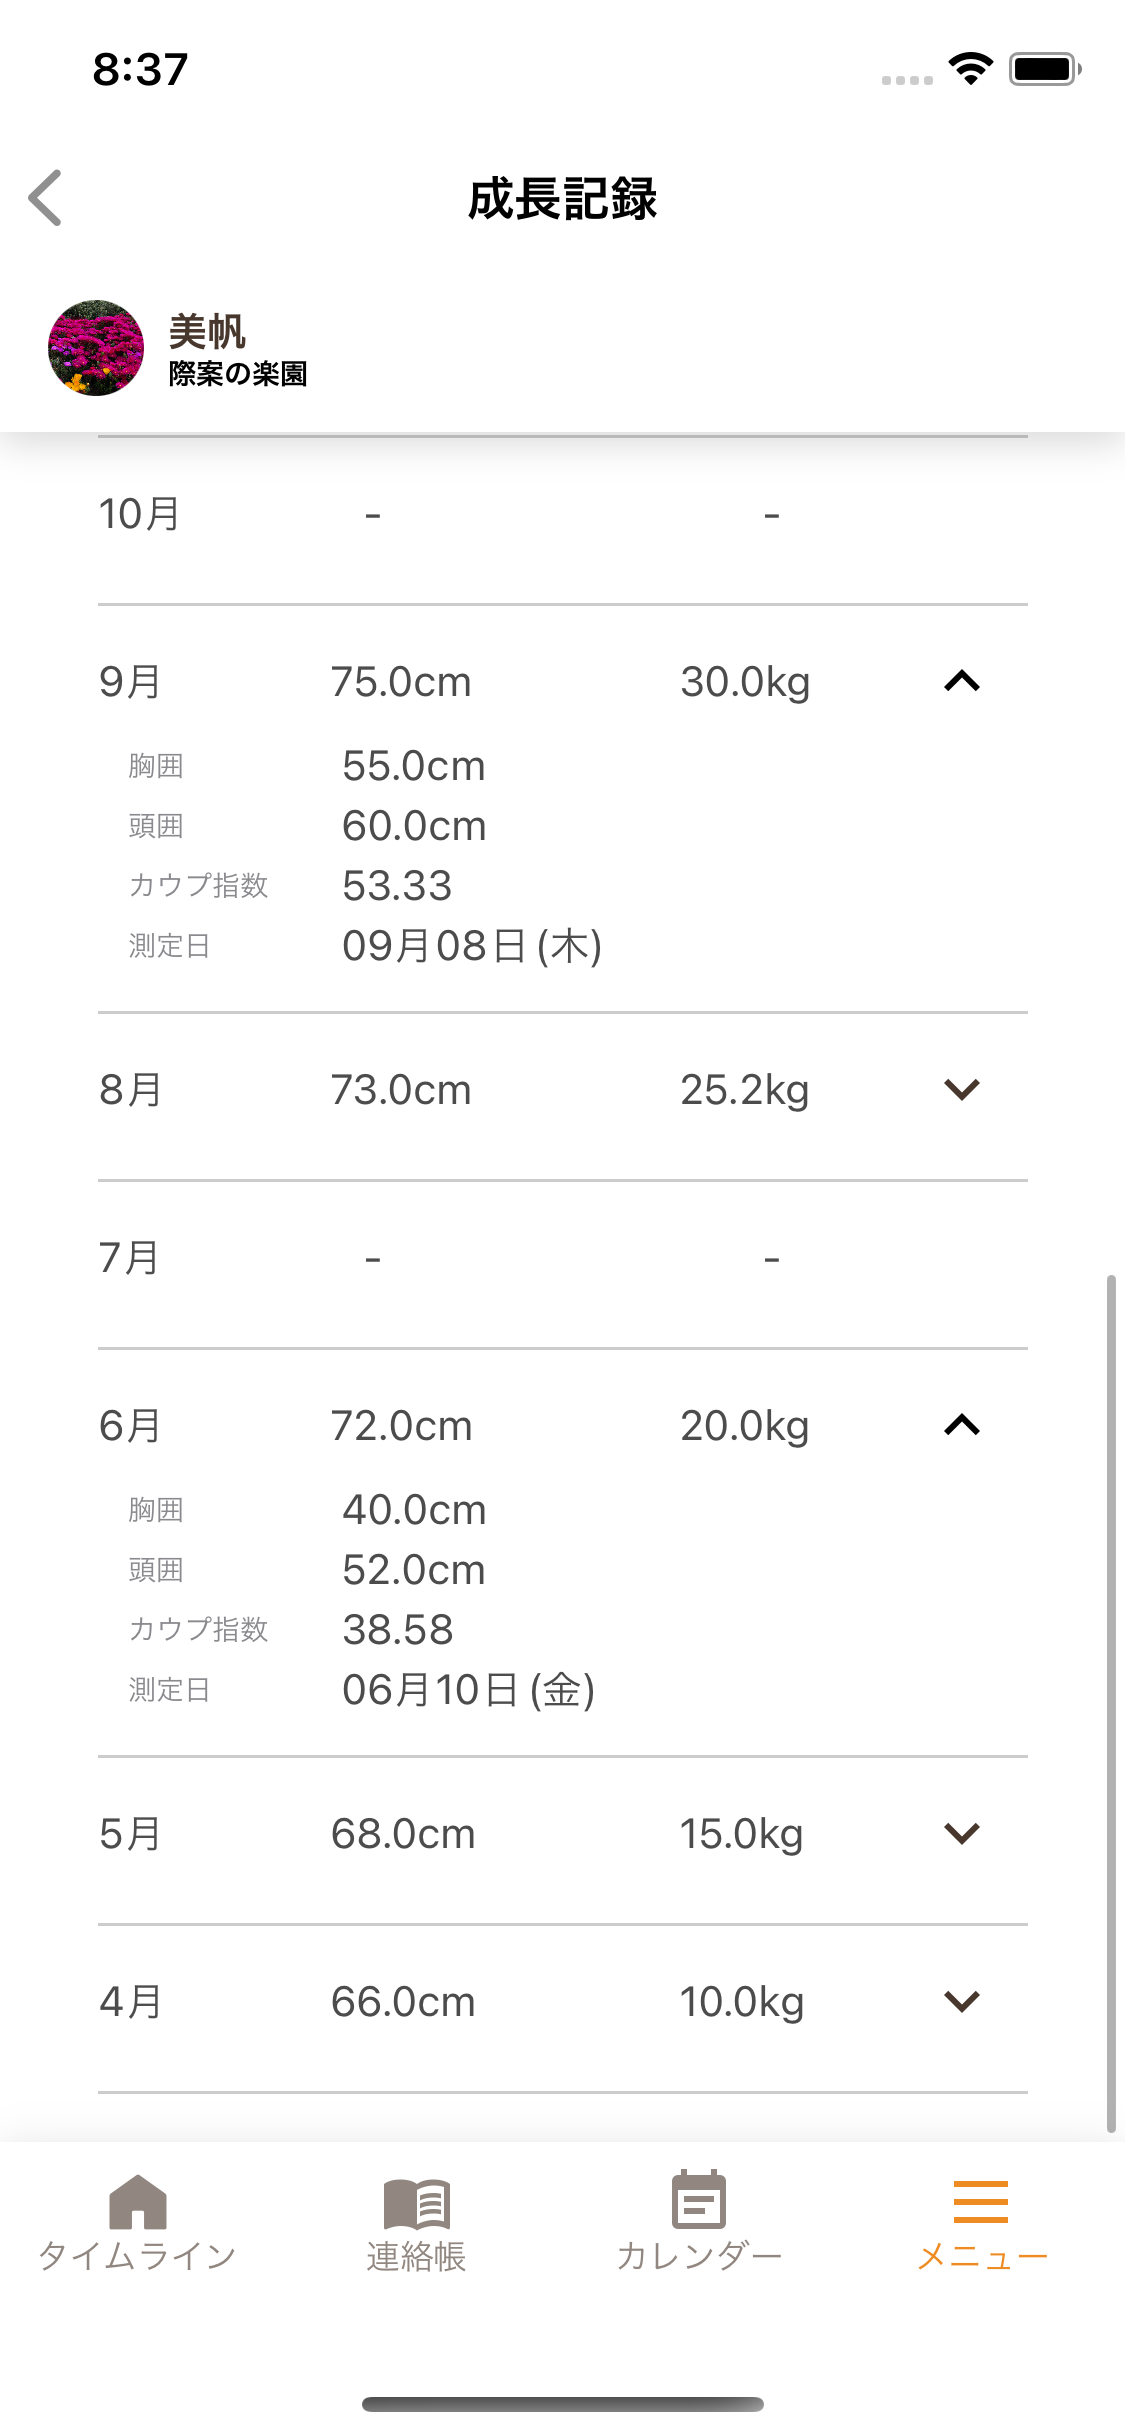 8:37
成長記録
美帆
際案の楽園
10月 - -
9月 75.0cm 30.0kg
胸囲 55.0cm
頭囲 60.0cm
カウプ指数 53.33
測定日 09月08日(木)
8月 73.0cm 25.2kg
7月 - -
6月 72.0cm 20.0kg
胸囲 40.0cm
頭囲 52.0cm
カウプ指数 38.58
測定日 06月10日(金)
5月 68.0cm 15.0kg
4月 66.0cm 10.0kg
タイムライン 連絡帳 カレンダー メニュー